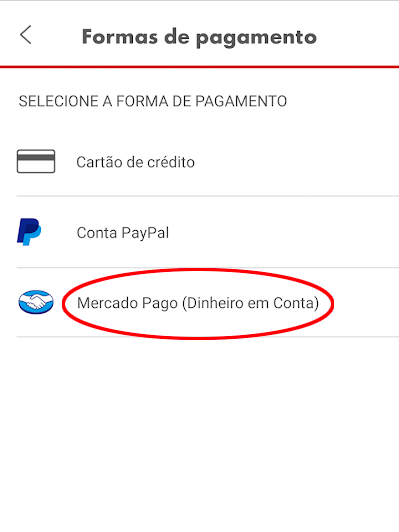 Formas de pagamento
SELECIONE A FORMA DE PAGAMENTO
Cartão de crédito
Conta PayPal
Mercado Pago (Dinheiro em Conta)